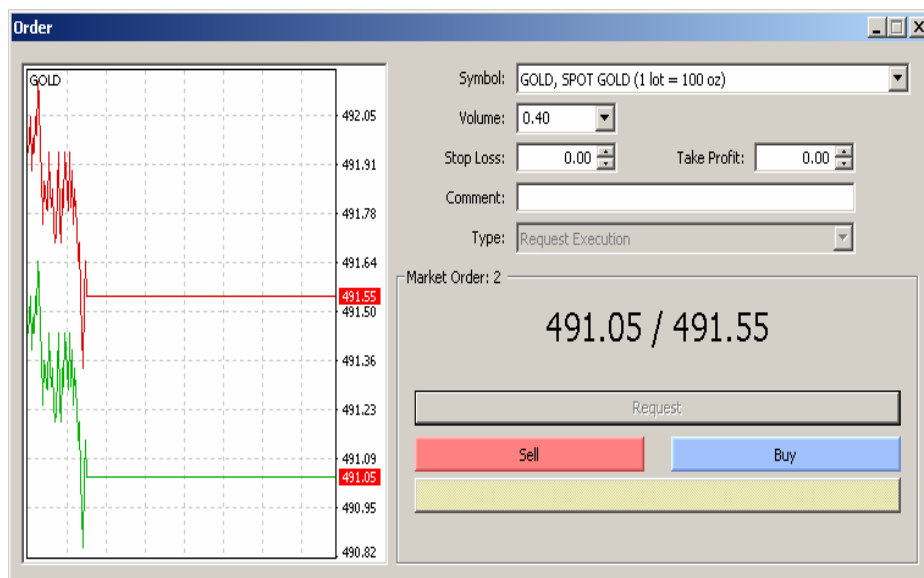 Order
GOLD
492.05
491.91
491.78
491.64
491.55
491.50
491.36
491.23
491.09
491.05
490.95
490.82
Symbol: GOLD, SPOT GOLD (1 lot = 100 oz)
Volume: 0.40
Stop Loss: 0.00 Take Profit: 0.00
Comment:
Type: Request Execution
Market Order: 2
491.05 / 491.55
Request
Sell Buy